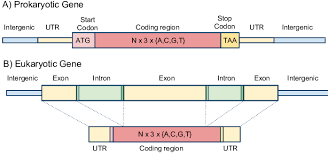 A) Prokaryotic Gene
Intergenic UTR Start Codon Coding region Stop Codon UTR Intergenic
ATG N x 3 x {A,C,G,T} TAA
B) Eukaryotic Gene
Intergenic Exon Intron Exon Intron Exon Intergenic
N x 3 x {A,C,G,T}
UTR Coding region UTR